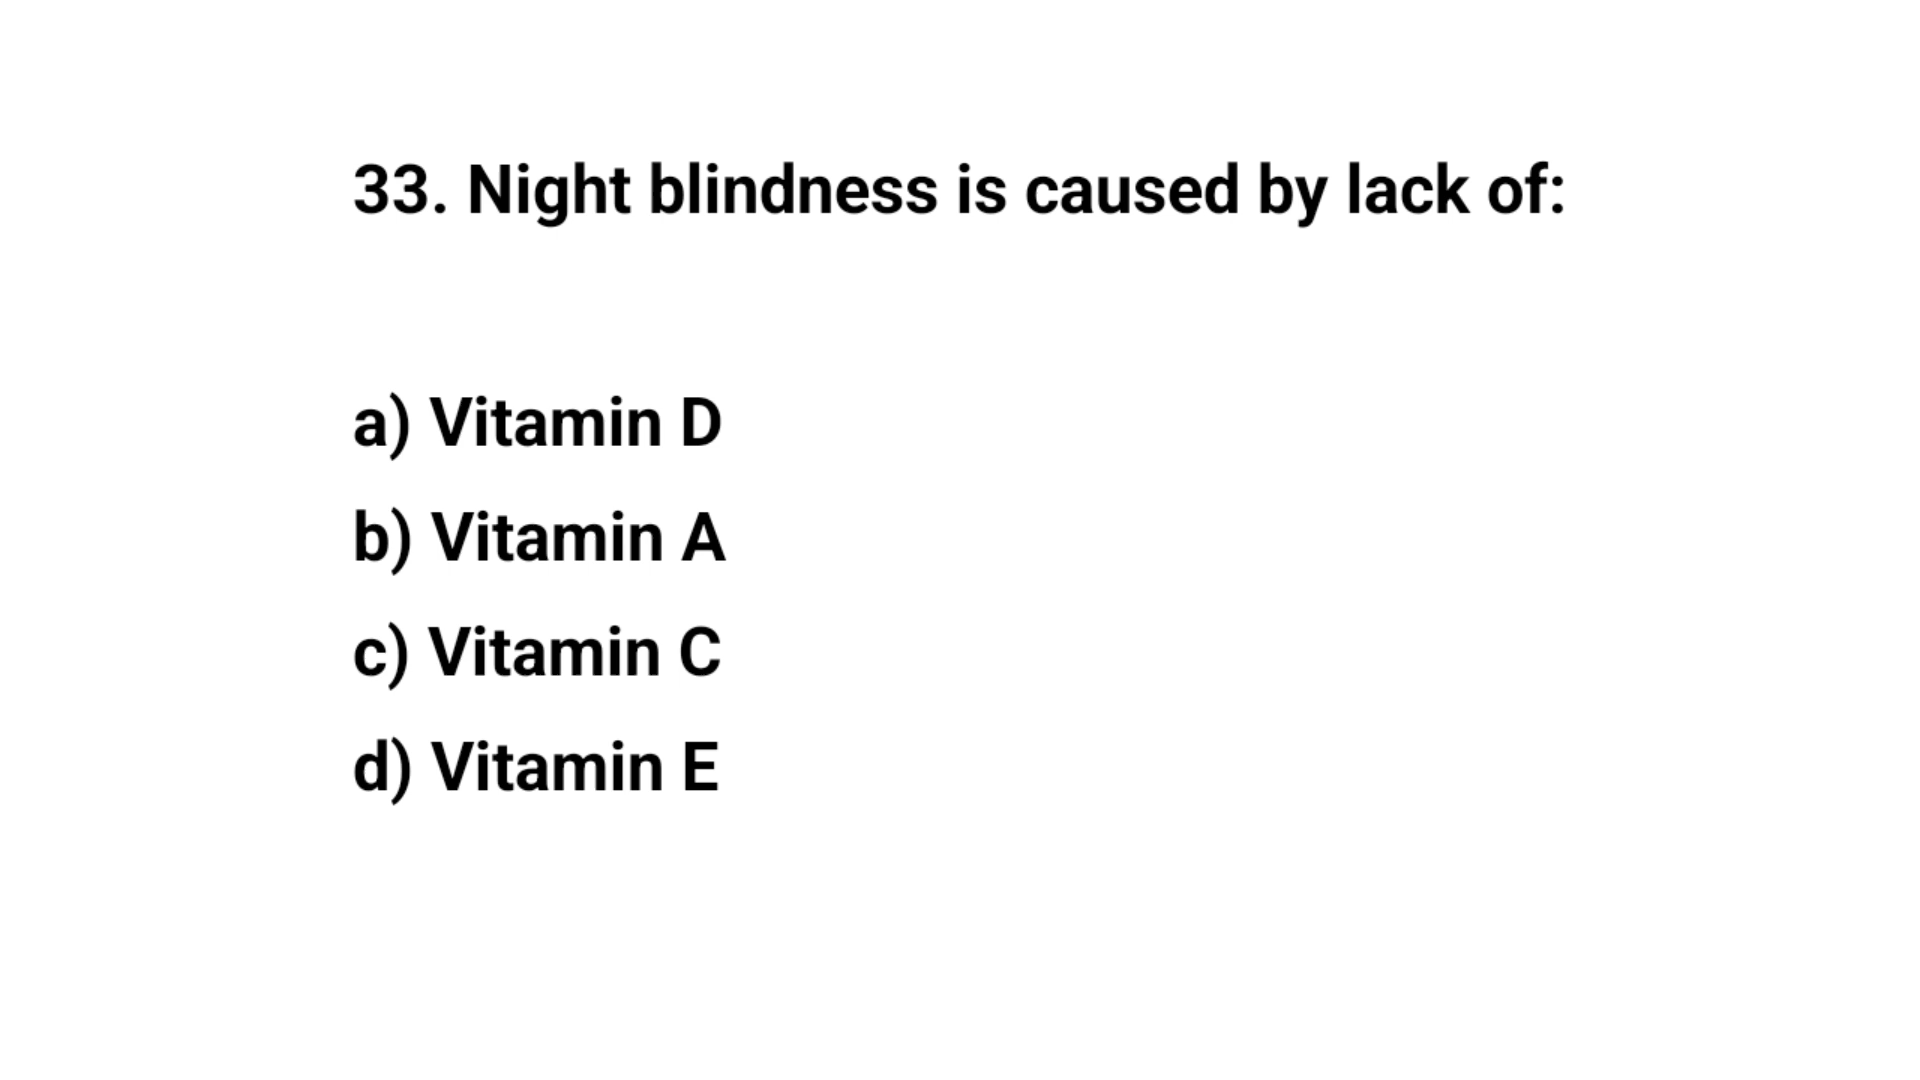 33. Night blindness is caused by lack of:
a) Vitamin D
b) Vitamin A
c) Vitamin C
d) Vitamin E